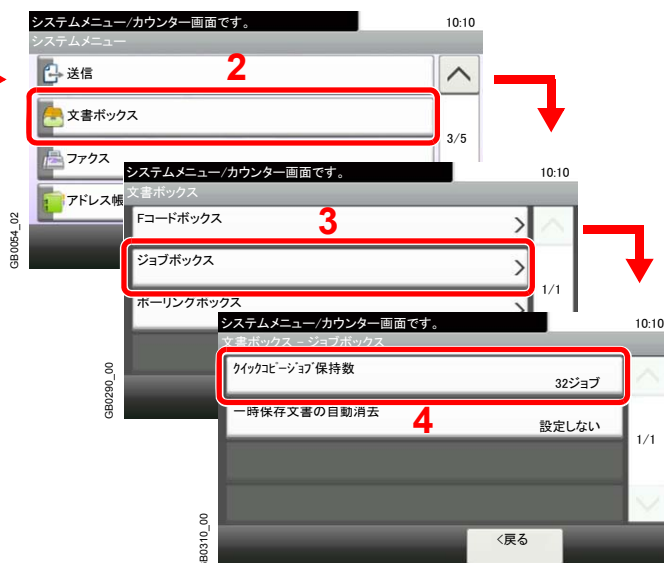 システムメニュー/カウンター画面です。 10:10
システムメニュー
送信
2
文書ボックス
3/5
ファクス
アドレス帳
GB0054_02
システムメニュー/カウンター画面です。 10:10
文書ボックス
Fコードボックス
3
ジョブボックス
1/1
ポーリングボックス
GB0290_00
システムメニュー/カウンター画面です。 10:10
文書ボックス - ジョブボックス
ｸｲｯｸｺﾋﾟｰｼﾞｮﾌﾞ保持数
32ジョブ
一時保存文書の自動消去
4
設定しない
1/1
<戻る
GB0310_00